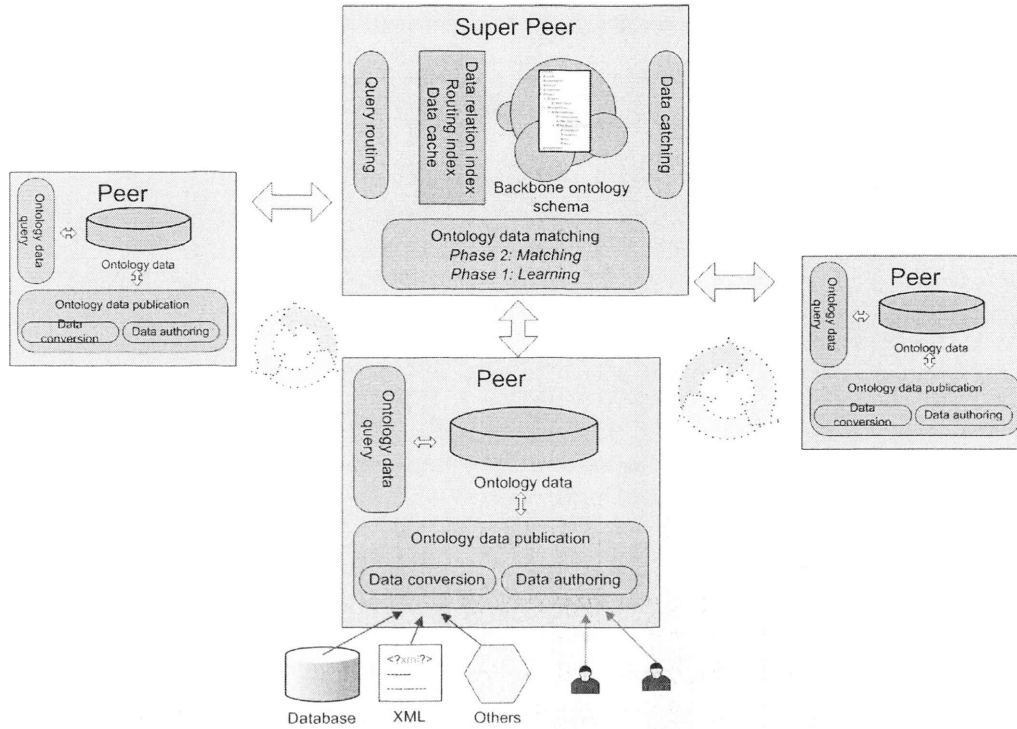 Super Peer
Query routing
Data relation index
Routing index
Data cache
Data catching
Backbone ontology
schema
Ontology data matching
Phase 2: Matching
Phase 1: Learning
Peer
Ontology data
query
Ontology data
Ontology data publication
Data
conversion
Data authoring
Peer
Ontology data
query
Ontology data
Ontology data publication
Data
conversion
Data authoring
Peer
Ontology data
query
Ontology data
Ontology data publication
Data conversion
Data authoring
<?xml?>
Database
XML
Others